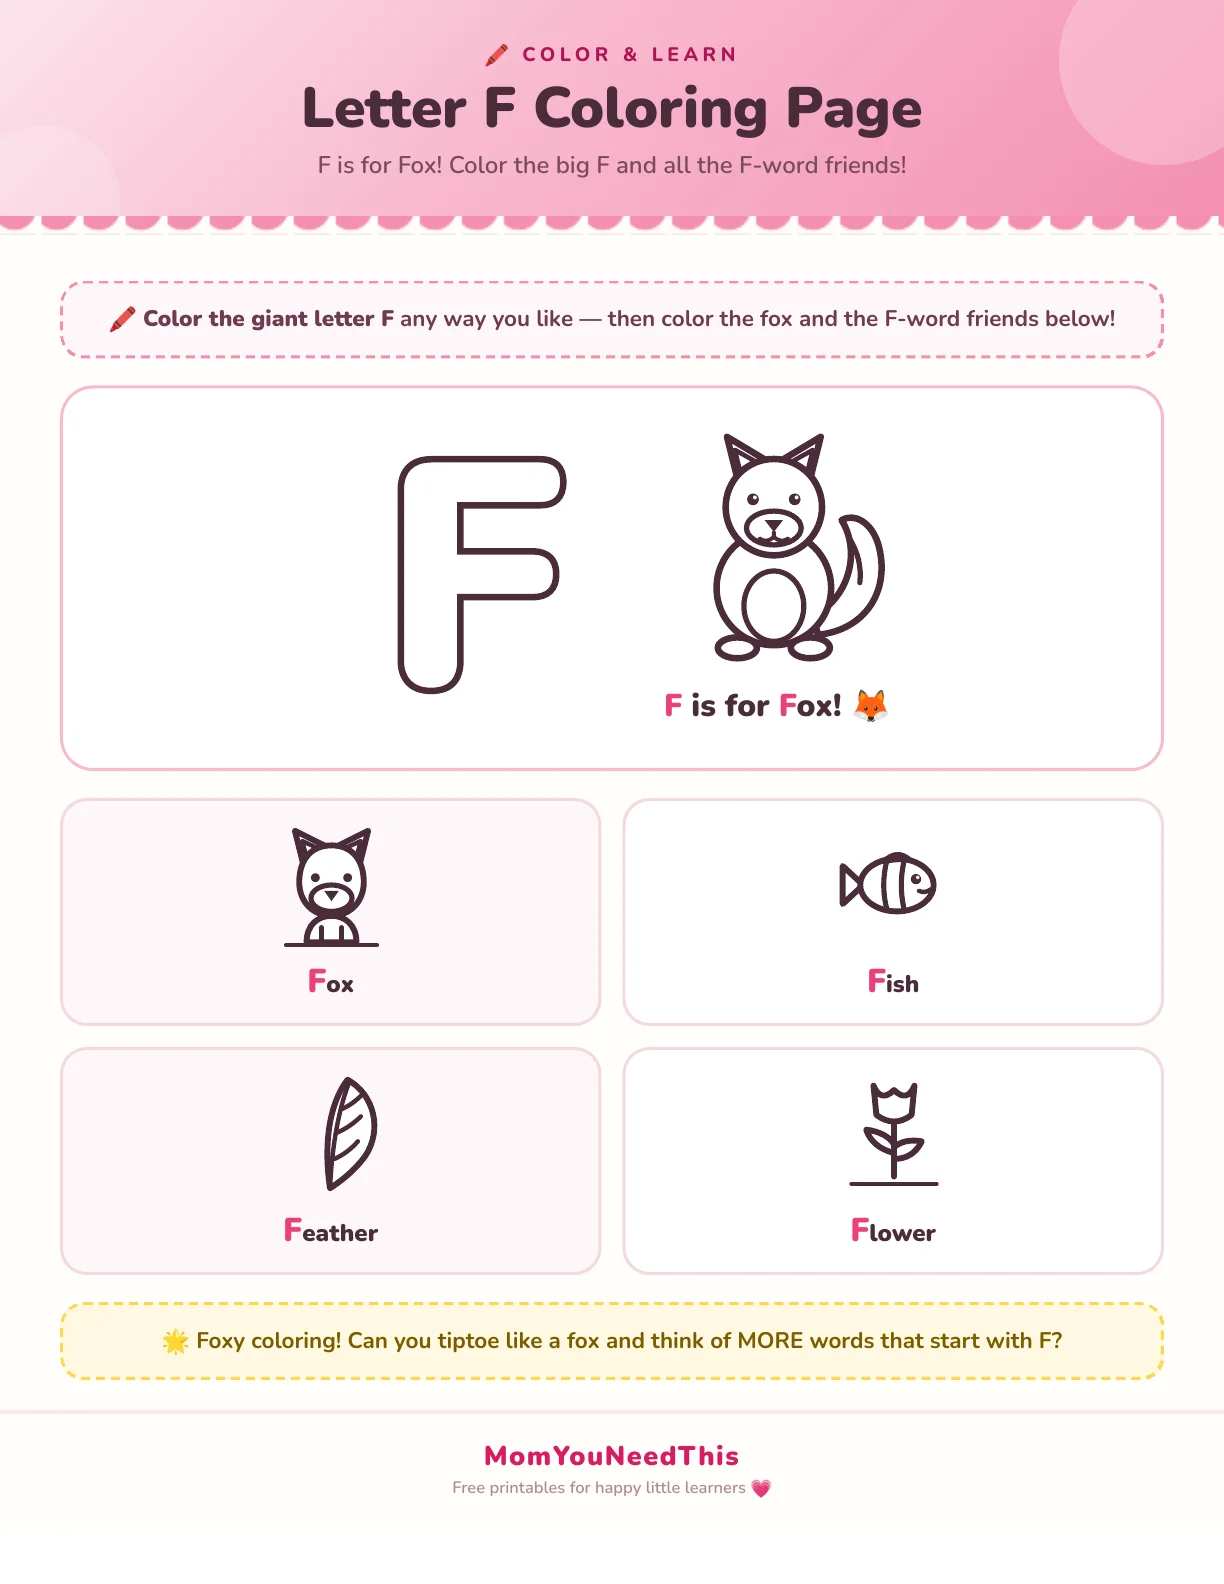 🖍️ COLOR & LEARN
Letter F Coloring Page
F is for Fox! Color the big F and all the F-word friends!
🖍️ Color the giant letter F any way you like — then color the fox and the F-word friends below!
F
F is for Fox! 🦊
Fox
Fish
Feather
Flower
🌟 Foxy coloring! Can you tiptoe like a fox and think of MORE words that start with F?
MomYouNeedThis
Free printables for happy little learners 💗